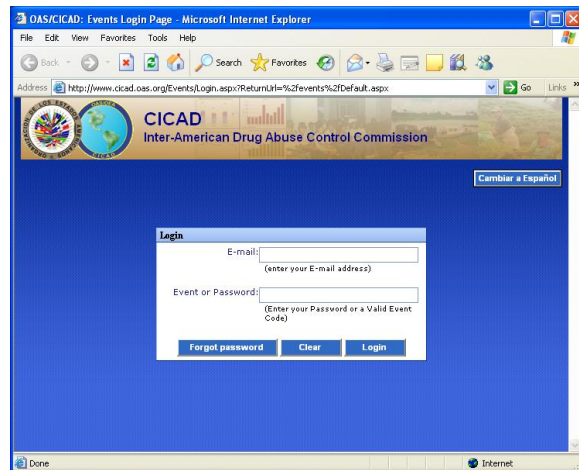 OAS/CICAD: Events Login Page - Microsoft Internet Explorer
File Edit View Favorites Tools Help
Back Search Favorites
Address http://www.cicad.oas.org/Events/Login.aspx?ReturnUrl=%2fevents%2fDefault.aspx Go Links »
CICAD
Inter-American Drug Abuse Control Commission
Cambiar a Español
Login
E-mail:
(enter your E-mail address)
Event or Password:
(Enter your Password or a Valid Event
Code)
Forgot password Clear Login
Done Internet